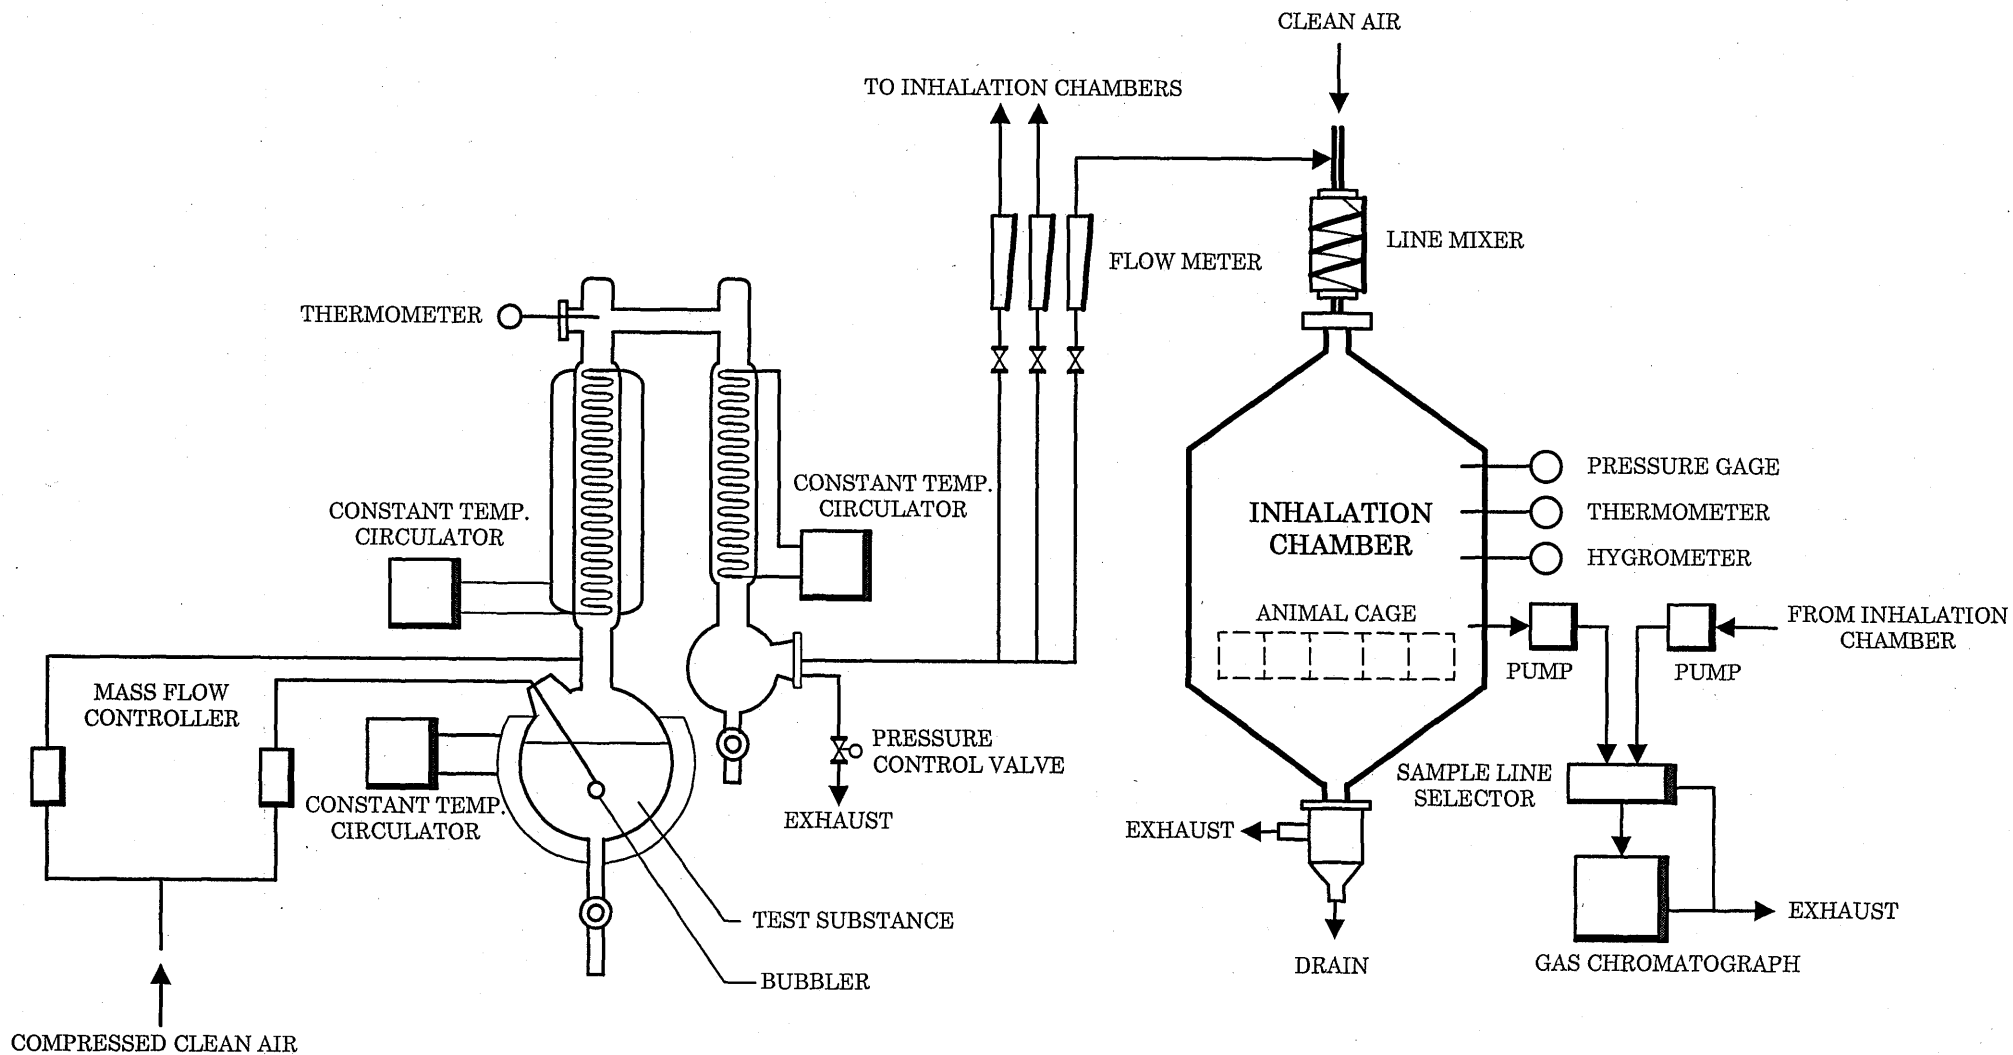 CLEAN AIR
TO INHALATION CHAMBERS
LINE MIXER
FLOW METER
THERMOMETER
CONSTANT TEMP.
CIRCULATOR
CONSTANT TEMP.
CIRCULATOR
PRESSURE GAGE
THERMOMETER
HYGROMETER
INHALATION
CHAMBER
ANIMAL CAGE
PUMP
PUMP
FROM INHALATION
CHAMBER
MASS FLOW
CONTROLLER
CONSTANT TEMP.
CIRCULATOR
PRESSURE
CONTROL VALVE
EXHAUST
SAMPLE LINE
SELECTOR
EXHAUST
TEST SUBSTANCE
BUBBLER
DRAIN
EXHAUST
GAS CHROMATOGRAPH
COMPRESSED CLEAN AIR